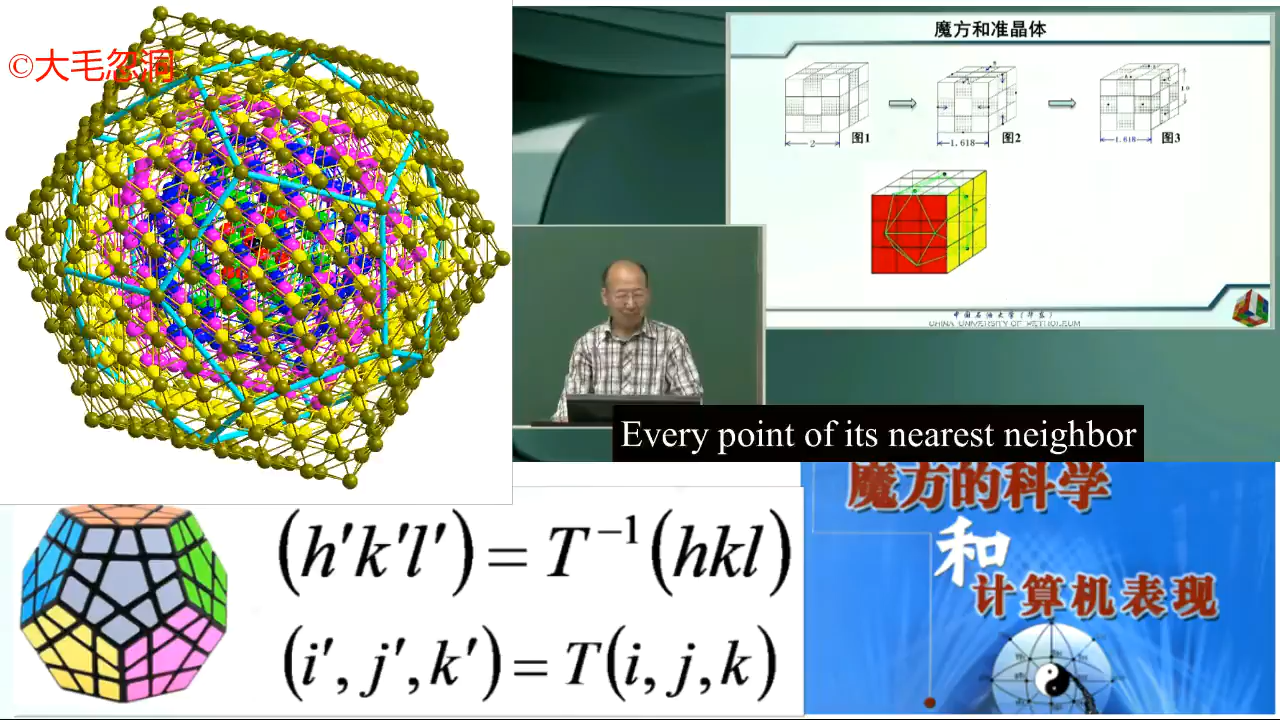 ©大毛忽洞
魔方和准晶体
图1
图2
图3
2
1.618
1.618
中国石油大学（华东）
CHINA UNIVERSITY OF PETROLEUM
Every point of its nearest neighbor
(h′k′l′) = T⁻¹(hkl)
(i′, j′, k′) = T(i, j, k)
魔方的科学
和
计算机表现